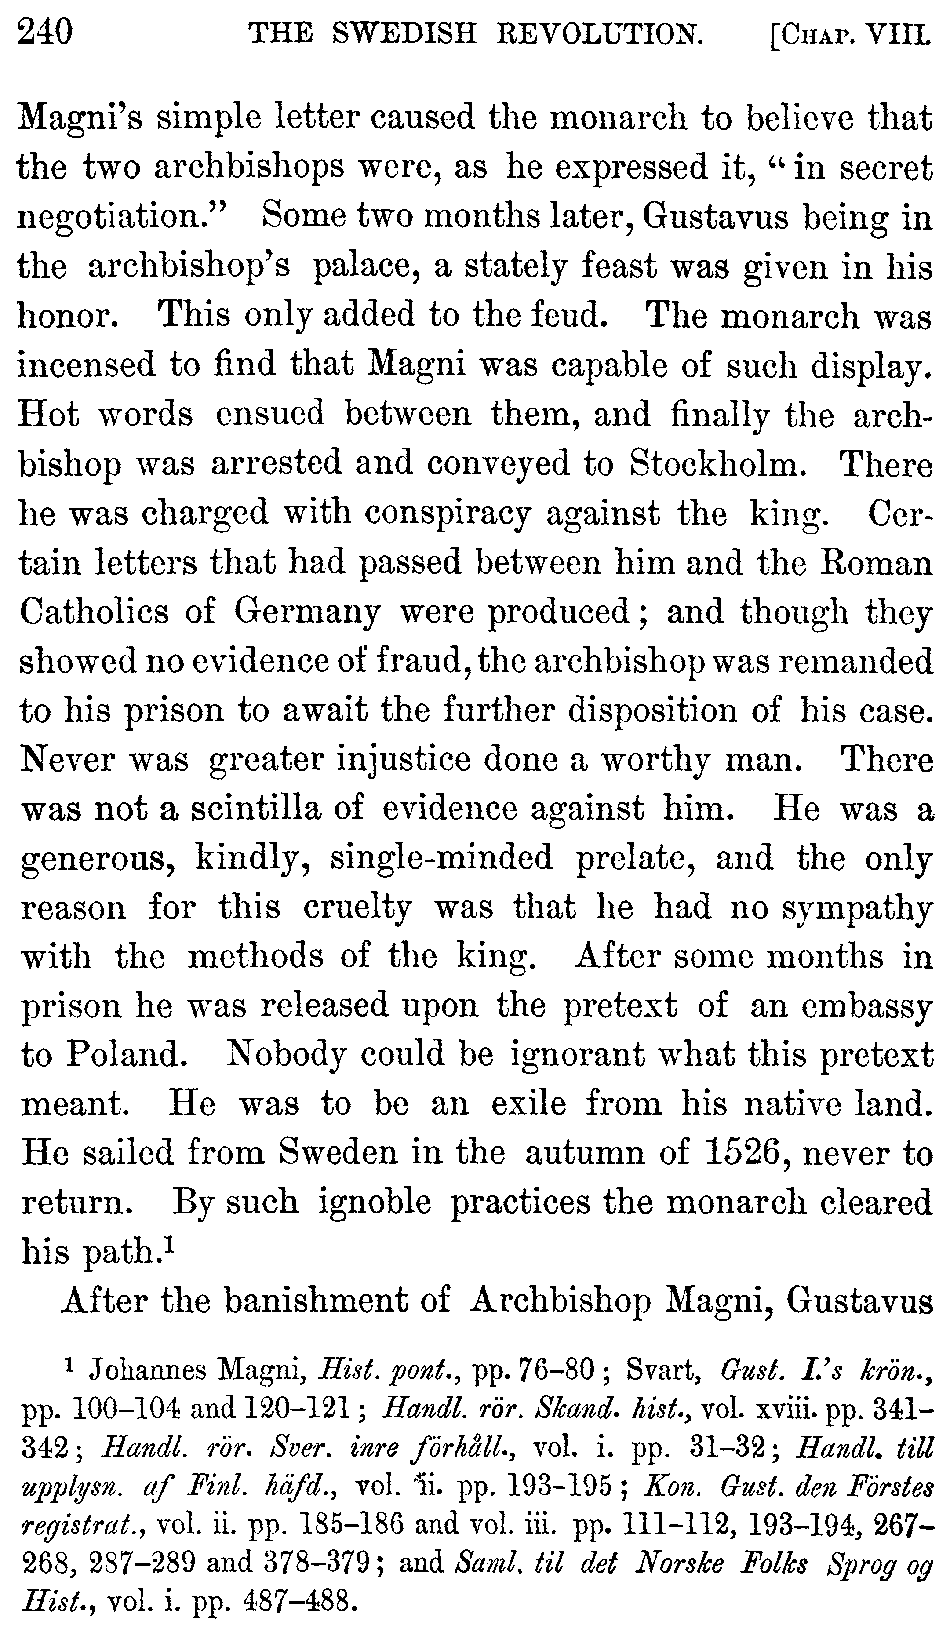 240 THE SWEDISH REVOLUTION. [CHAP. VIII.
Magni's simple letter caused the monarch to believe that
the two archbishops were, as he expressed it, "in secret
negotiation." Some two months later, Gustavus being in
the archbishop's palace, a stately feast was given in his
honor. This only added to the feud. The monarch was
incensed to find that Magni was capable of such display.
Hot words ensued between them, and finally the arch-
bishop was arrested and conveyed to Stockholm. There
he was charged with conspiracy against the king. Cer-
tain letters that had passed between him and the Roman
Catholics of Germany were produced; and though they
showed no evidence of fraud, the archbishop was remanded
to his prison to await the further disposition of his case.
Never was greater injustice done a worthy man. There
was not a scintilla of evidence against him. He was a
generous, kindly, single-minded prelate, and the only
reason for this cruelty was that he had no sympathy
with the methods of the king. After some months in
prison he was released upon the pretext of an embassy
to Poland. Nobody could be ignorant what this pretext
meant. He was to be an exile from his native land.
He sailed from Sweden in the autumn of 1526, never to
return. By such ignoble practices the monarch cleared
his path.¹
After the banishment of Archbishop Magni, Gustavus
¹ Johannes Magni, Hist. pont., pp. 76–80; Svart, Gust. I.'s krön.,
pp. 100–104 and 120–121; Handl. rör. Skand. hist., vol. xviii. pp. 341–
342; Handl. rör. Sver. inre förhåll., vol. i. pp. 31–32; Handl. till
upplysn. af Finl. häfd., vol. ii. pp. 193–195; Kon. Gust. den Förstes
registrat., vol. ii. pp. 185–186 and vol. iii. pp. 111–112, 193–194, 267–
268, 287–289 and 378–379; and Saml. til det Norske Folks Sprog og
Hist., vol. i. pp. 487–488.